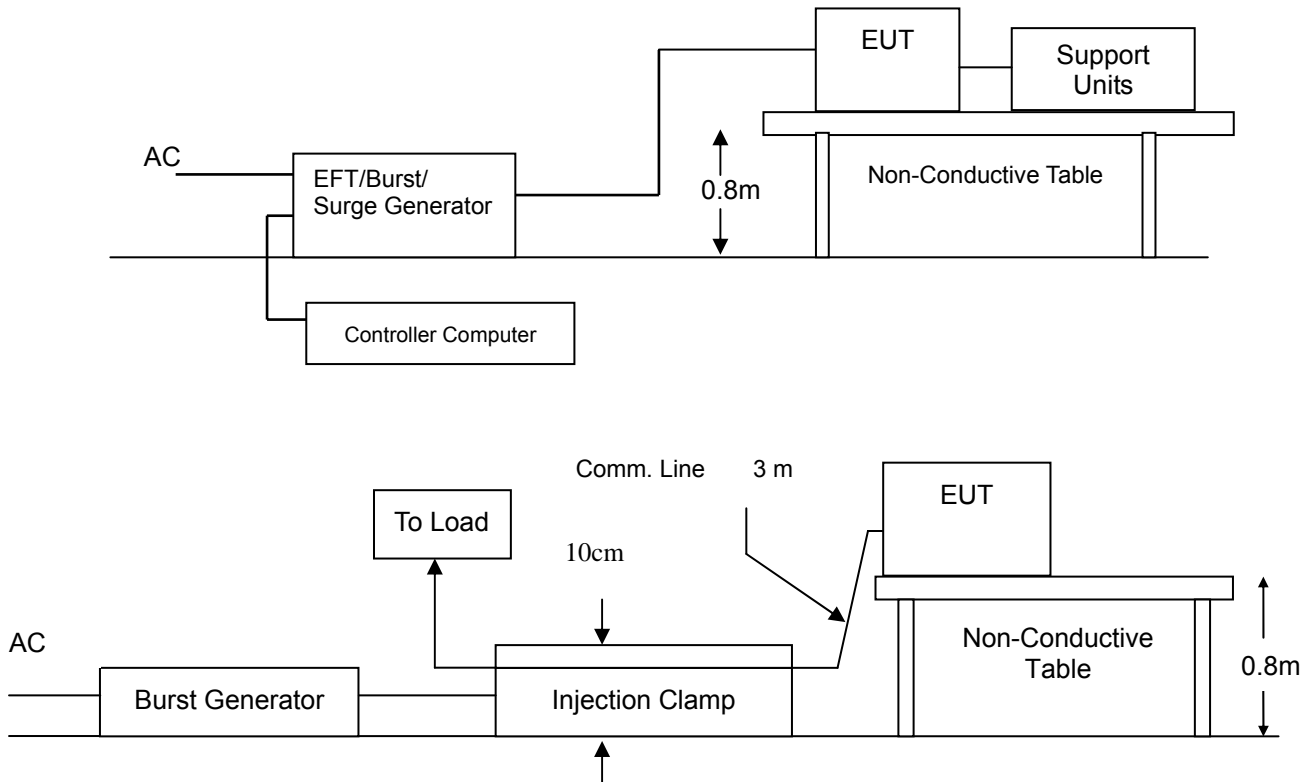 EUT
Support
Units
AC
EFT/Burst/
Surge Generator
0.8m
Non-Conductive Table
Controller Computer
Comm. Line 3 m
EUT
To Load
10cm
AC
Non-Conductive
Table
0.8m
Burst Generator
Injection Clamp